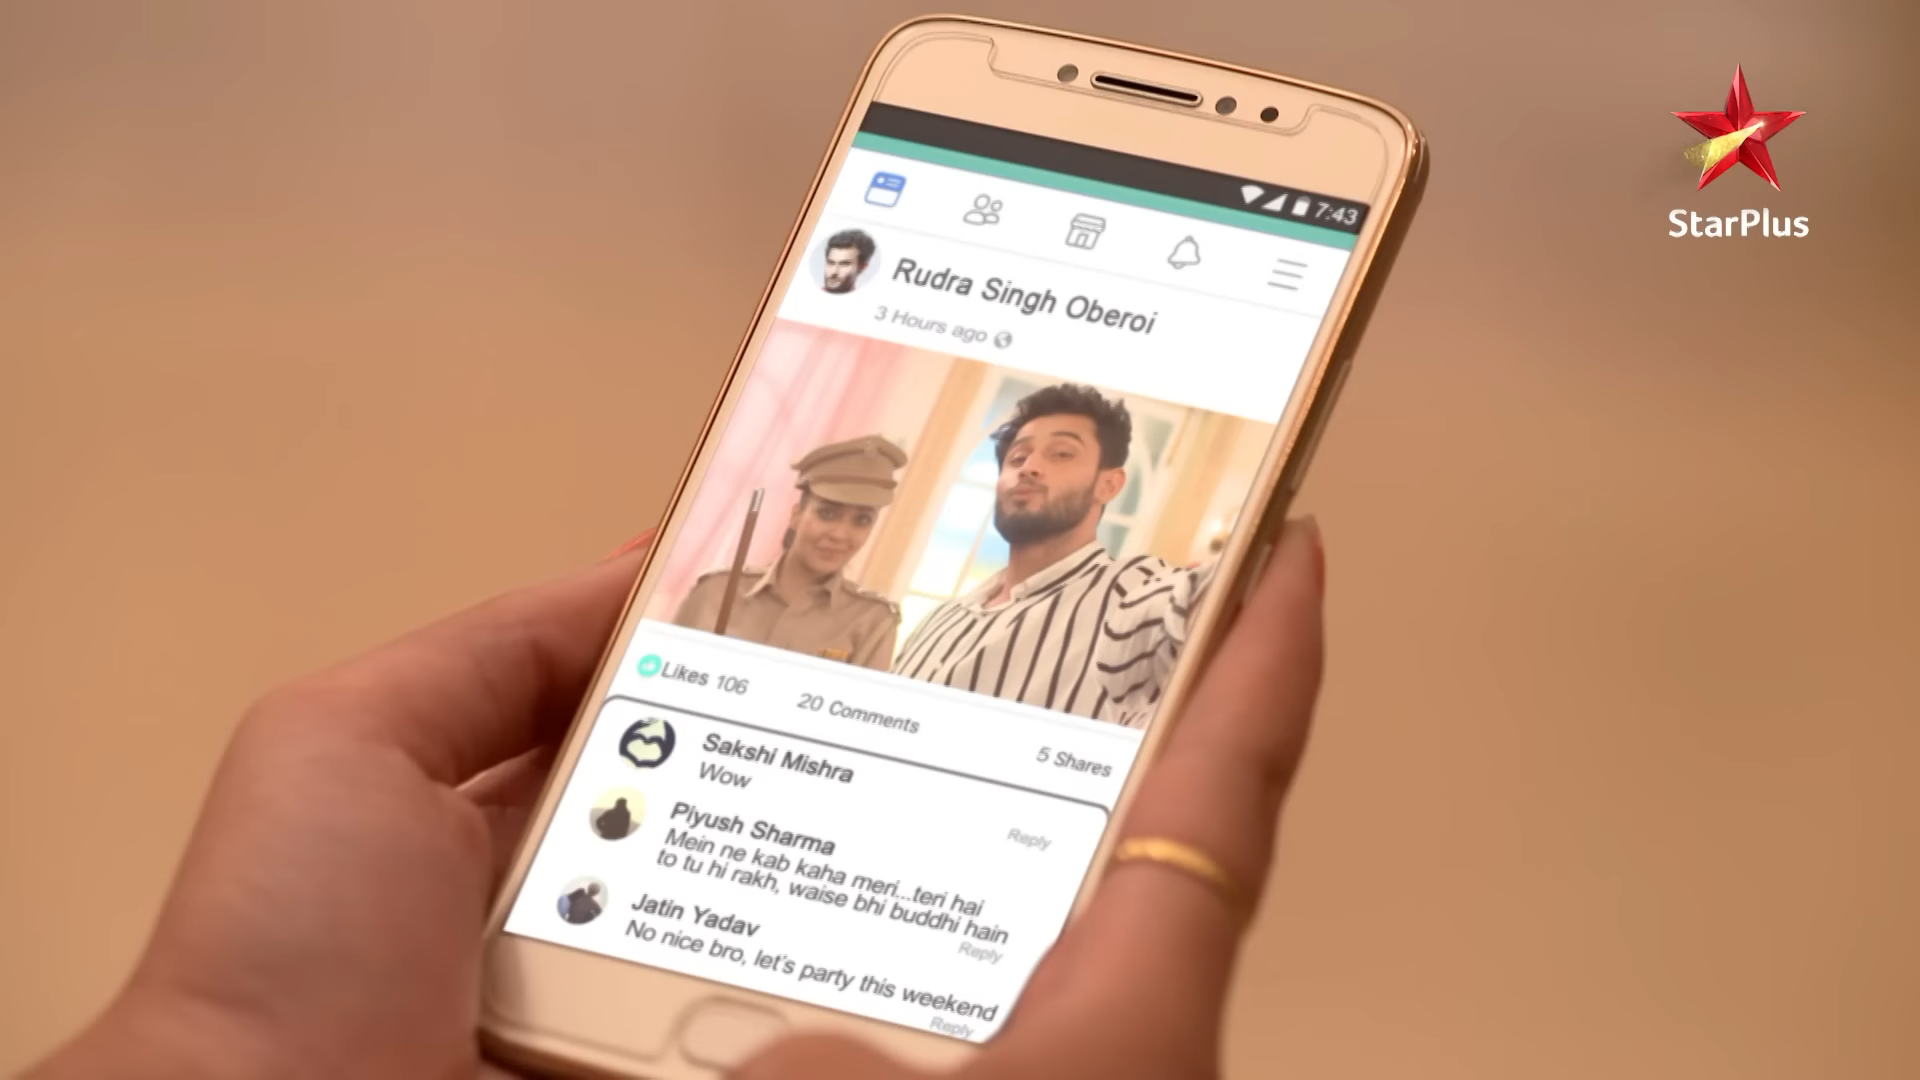 StarPlus
7:43
Rudra Singh Oberoi
3 Hours ago
Likes 106
20 Comments
5 Shares
Sakshi Mishra
Wow
Reply
Piyush Sharma
Mein ne kab kaha meri...teri hai
to tu hi rakh, waise bhi buddhi hain
Reply
Jatin Yadav
No nice bro, let's party this weekend
Reply